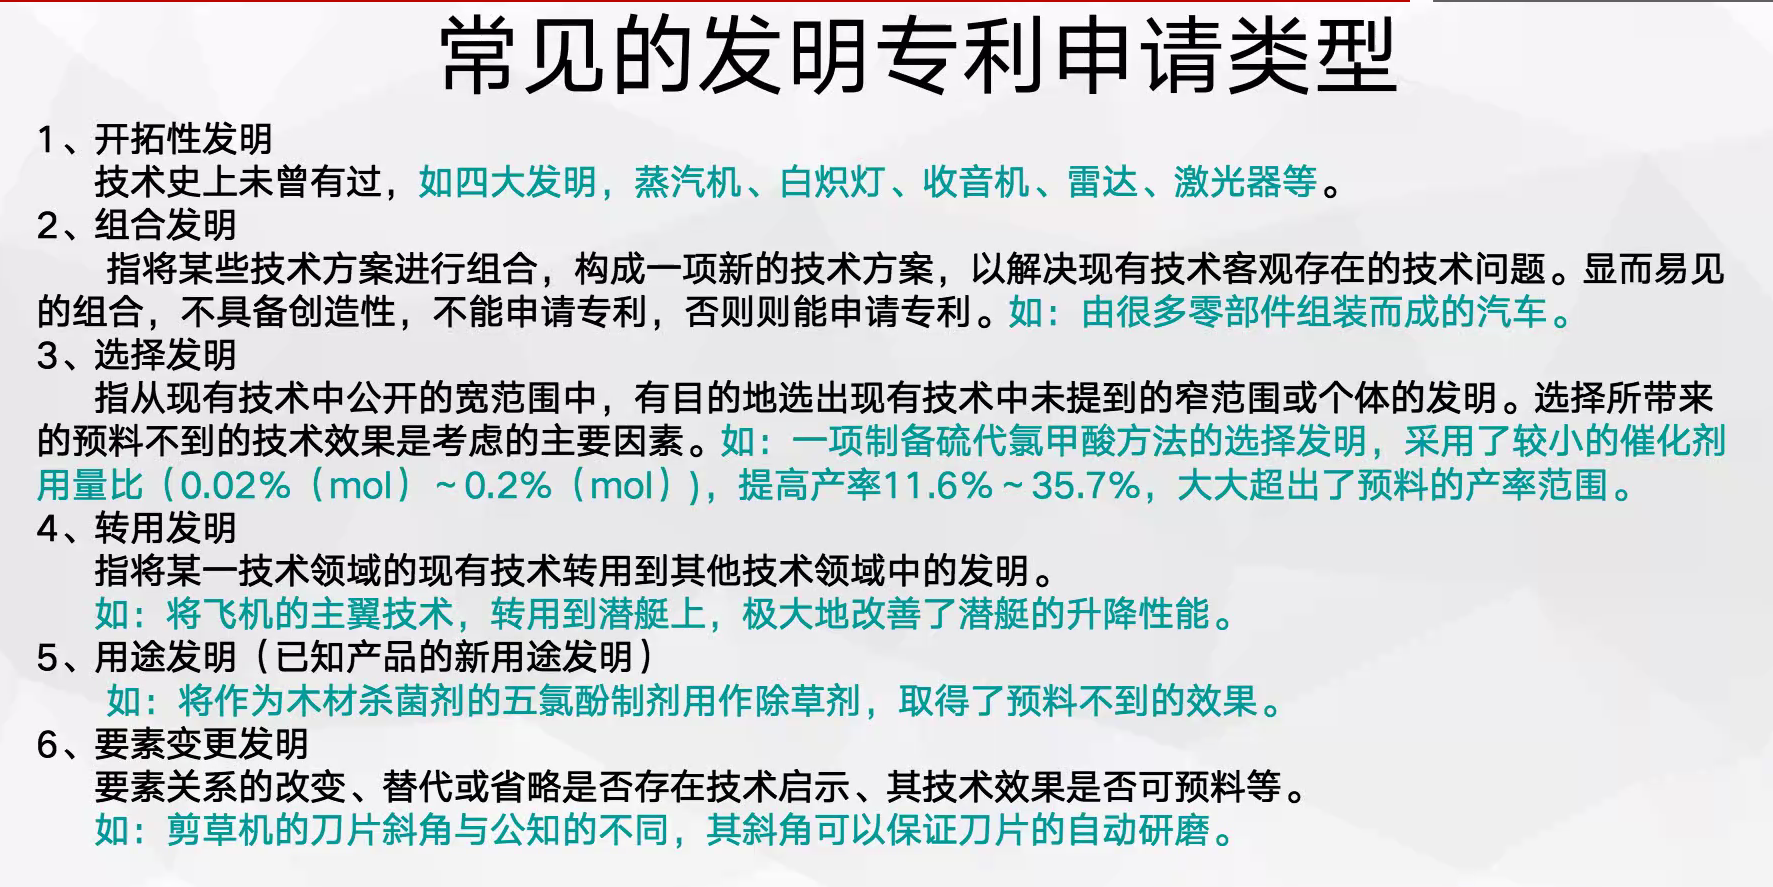 常见的发明专利申请类型
1、开拓性发明
技术史上未曾有过，如四大发明，蒸汽机、白炽灯、收音机、雷达、激光器等。
2、组合发明
指将某些技术方案进行组合，构成一项新的技术方案，以解决现有技术客观存在的技术问题。显而易见
的组合，不具备创造性，不能申请专利，否则则能申请专利。如：由很多零部件组装而成的汽车。
3、选择发明
指从现有技术中公开的宽范围中，有目的地选出现有技术中未提到的窄范围或个体的发明。选择所带来
的预料不到的技术效果是考虑的主要因素。如：一项制备硫代氯甲酸方法的选择发明，采用了较小的催化剂
用量比（0.02%（mol）~0.2%（mol）)，提高产率11.6%~35.7%，大大超出了预料的产率范围。
4、转用发明
指将某一技术领域的现有技术转用到其他技术领域中的发明。
如：将飞机的主翼技术，转用到潜艇上，极大地改善了潜艇的升降性能。
5、用途发明（已知产品的新用途发明）
如：将作为木材杀菌剂的五氯酚制剂用作除草剂，取得了预料不到的效果。
6、要素变更发明
要素关系的改变、替代或省略是否存在技术启示、其技术效果是否可预料等。
如：剪草机的刀片斜角与公知的不同，其斜角可以保证刀片的自动研磨。